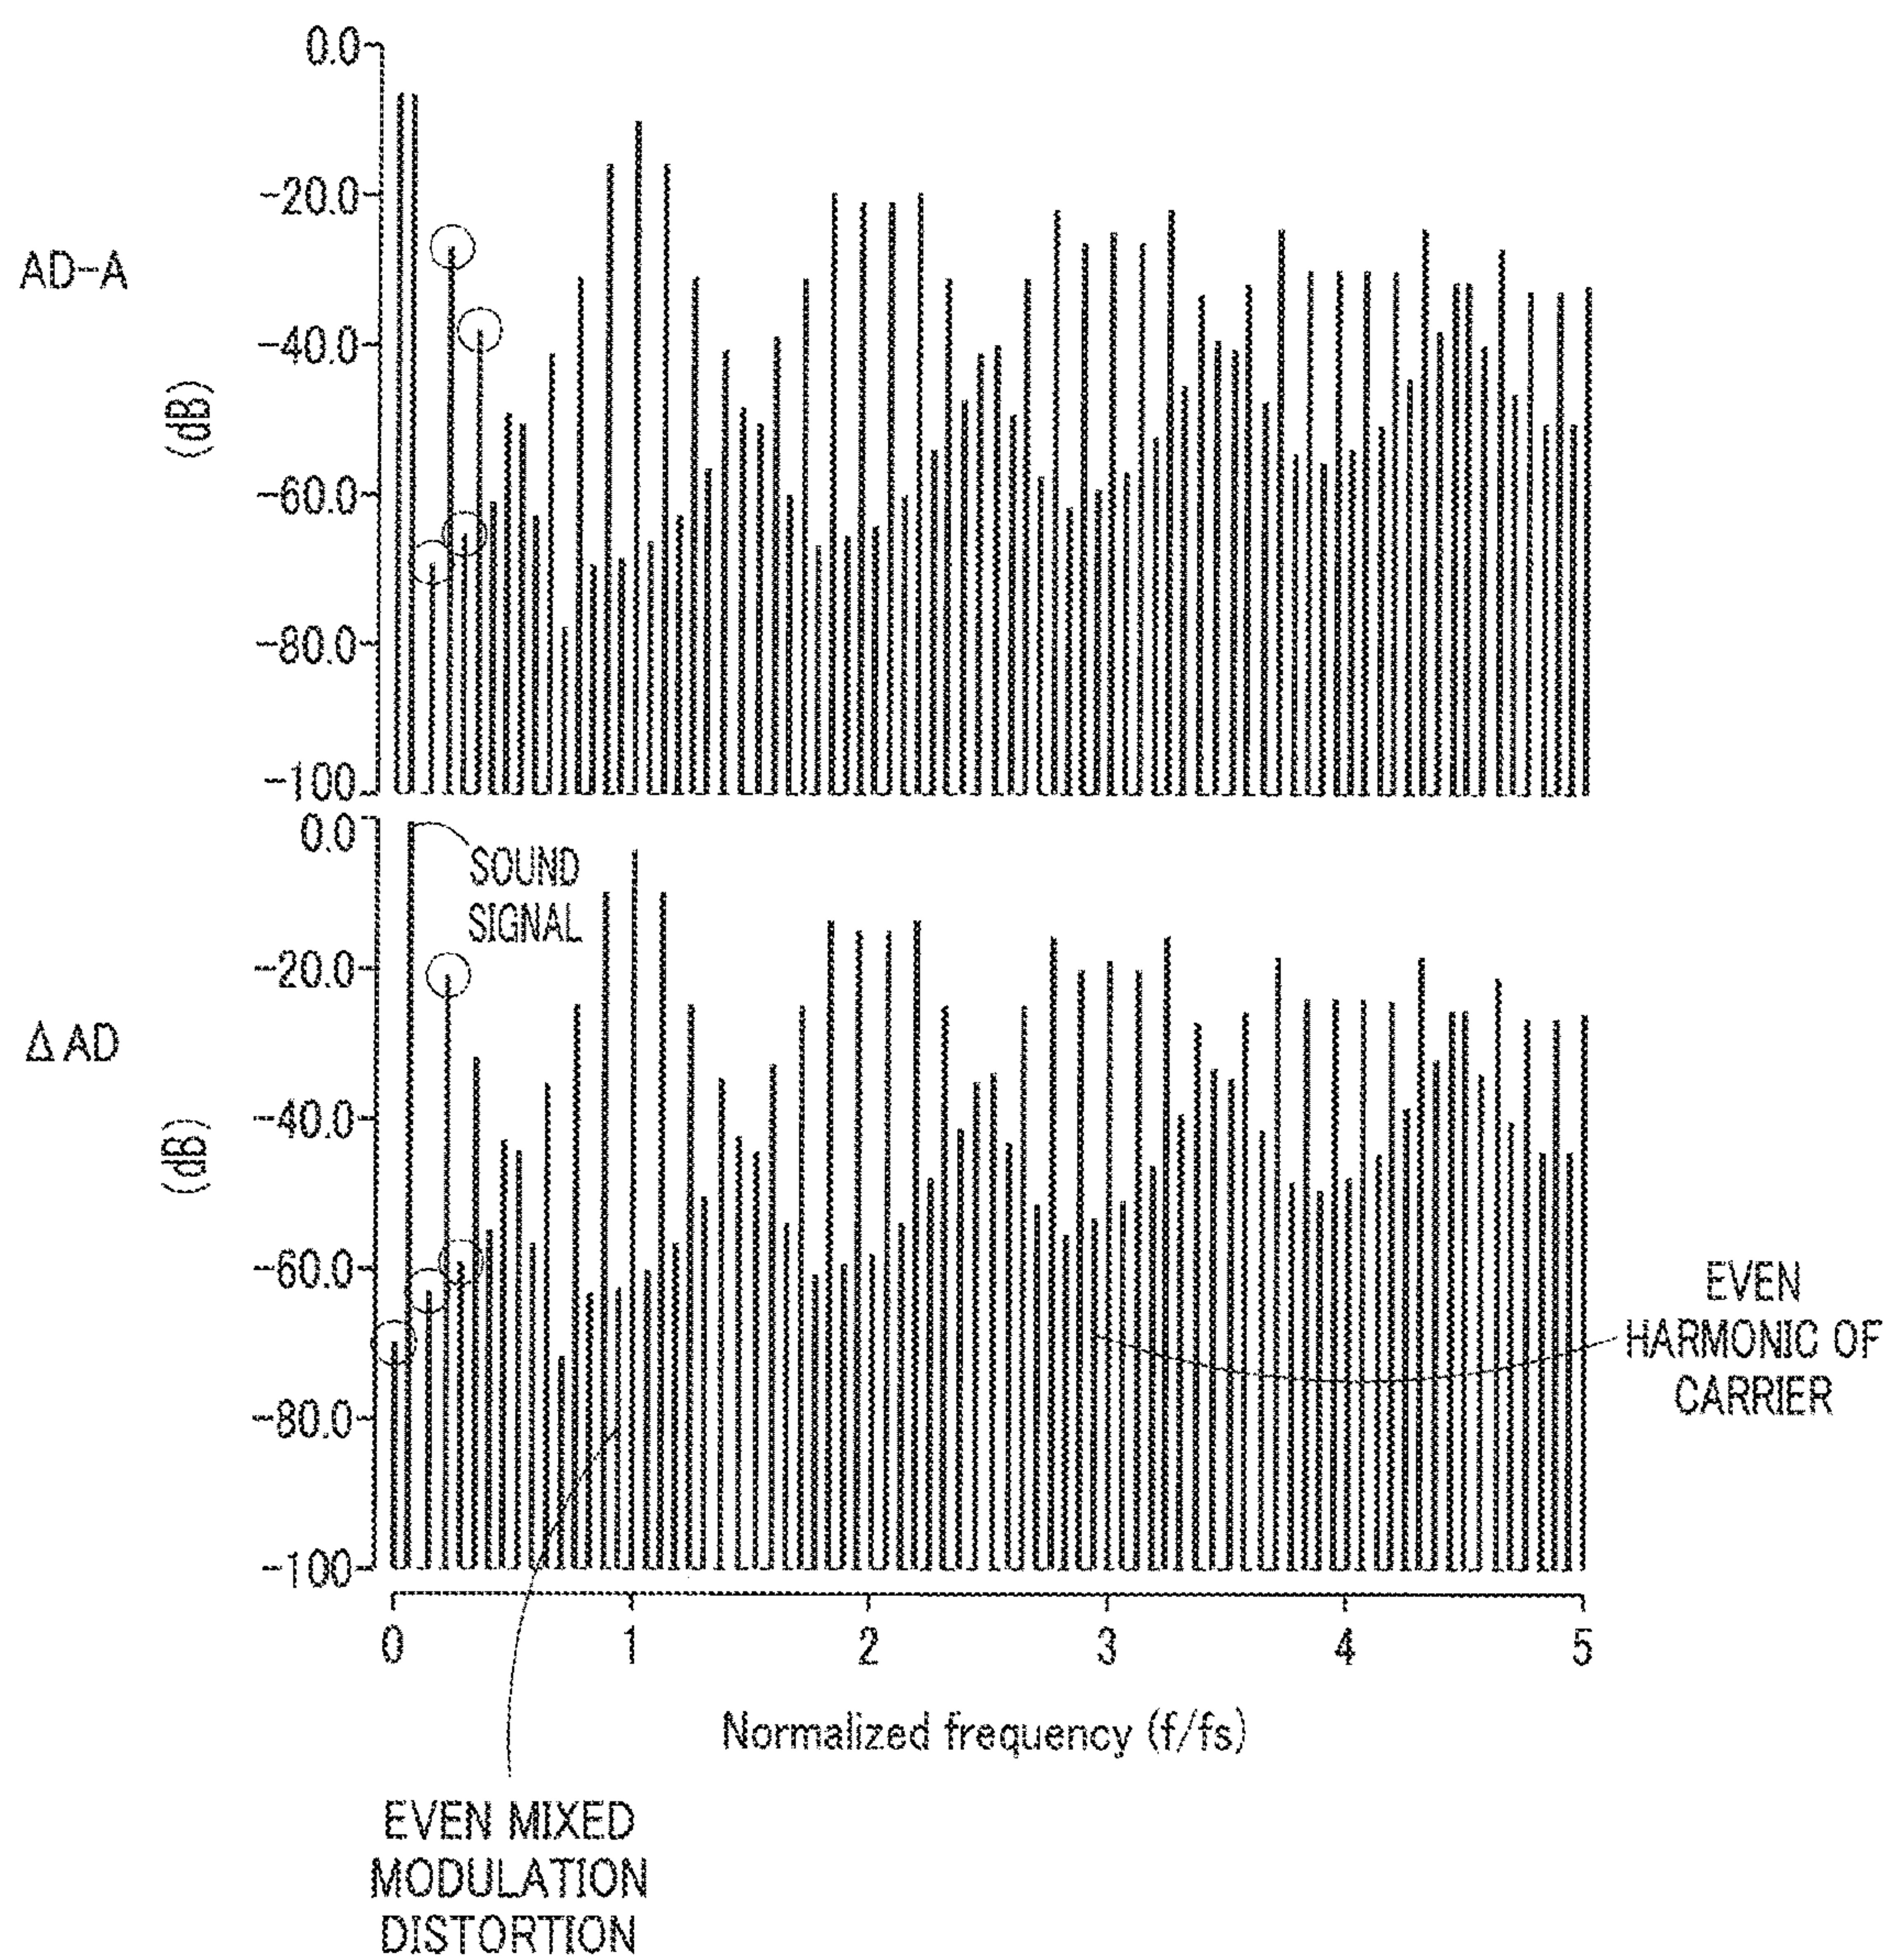 0.0
-20.0
AD-A
-40.0
(dB)
-60.0
-80.0
-100
0.0
SOUND
SIGNAL
-20.0
Δ AD
-40.0
(dB)
-60.0
EVEN
HARMONIC OF
CARRIER
-80.0
-100
0 1 2 3 4 5
Normalized frequency (f/fs)
EVEN MIXED
MODULATION
DISTORTION